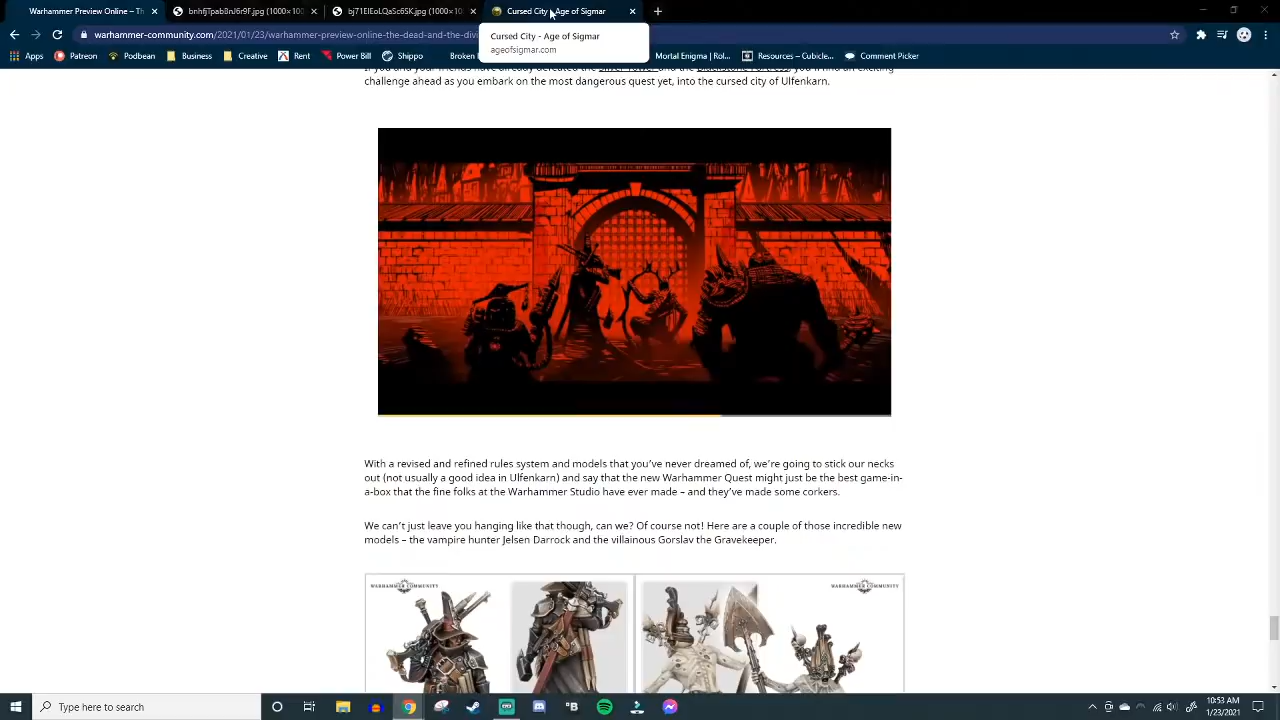 Warhammer Preview Online – Th
bnhfjTpab8nJ6r9F.jpg (1000×10
bj71ElEoLQaSc6SK.jpg (1000×10
Cursed City - Age of Sigmar
warhammer-community.com/2021/01/23/warhammer-preview-online-the-dead-and-the-divi
Cursed City - Age of Sigmar
ageofsigmar.com
Apps Patreon Podbean Business Creative Rent Power Bill Shippo Broken Mortal Enigma | Rol... Resources – Cubicle... Comment Picker
challenge ahead as you embark on the most dangerous quest yet, into the cursed city of Ulfenkarn.
With a revised and refined rules system and models that you’ve never dreamed of, we’re going to stick our necks
out (not usually a good idea in Ulfenkarn) and say that the new Warhammer Quest might just be the best game-in-
a-box that the fine folks at the Warhammer Studio have ever made – and they’ve made some corkers.
We can’t just leave you hanging like that though, can we? Of course not! Here are a couple of those incredible new
models – the vampire hunter Jelsen Darrock and the villainous Gorslav the Gravekeeper.
WARHAMMER COMMUNITY
WARHAMMER COMMUNITY
Type here to search
10:53 AM
1/23/2021